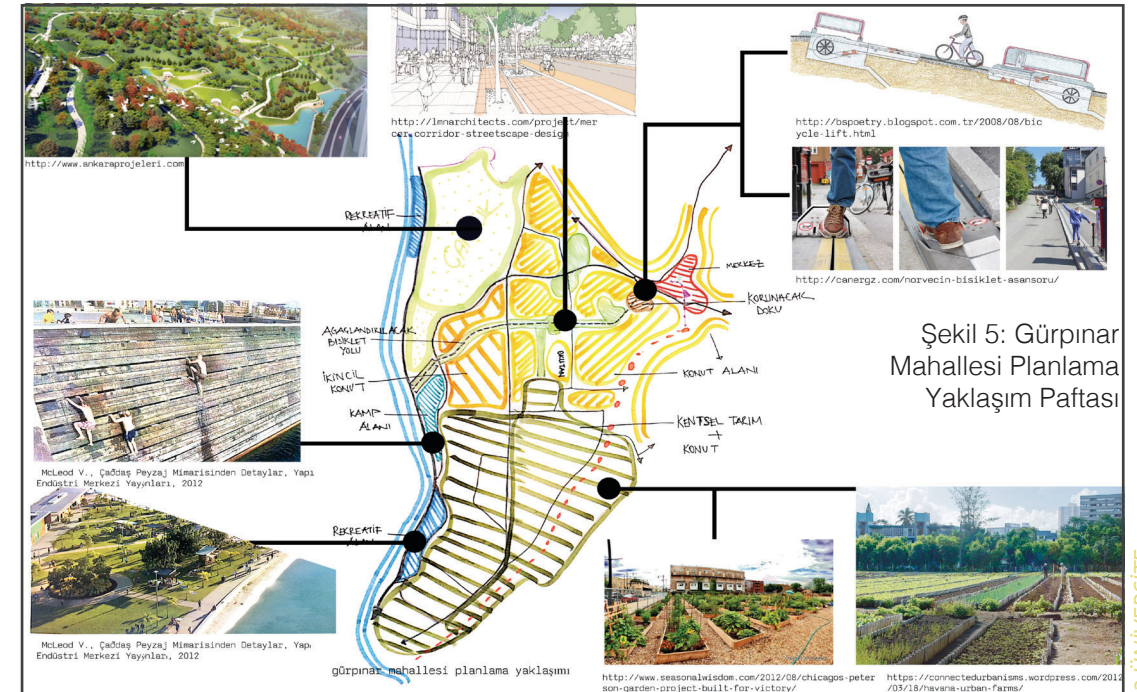 http://www.ankaraprojeleri.com
http://lmnarchitects.com/project/mer
cer-corridor-streetscape-design
http://bspoetry.blogspot.com.tr/2008/08/bic
ycle-lift.html
http://canergz.com/norvecin-bisiklet-asansoru/
Şekil 5: Gürpınar
Mahallesi Planlama
Yaklaşım Paftası
REKREATİF
ALAN
MERKEZ
KORUNACAK
DOKU
AĞAÇLANDIRILACAK
BİSİKLET
YOLU
İKİNCİL
KONUT
KAMP
ALANI
KONUT ALANI
KENTSEL TARIM
+
KONUT
REKREATİF
McLeod V., Çağdaş Peyzaj Mimarisinden Detaylar, Yapı
Endüstri Merkezi Yayınları, 2012
McLeod V., Çağdaş Peyzaj Mimarisinden Detaylar, Yapı
Endüstri Merkezi Yayınları, 2012
gürpınar mahallesi planlama yaklaşımı
http://www.seasonalwisdom.com/2012/08/chicagos-peter
son-garden-project-built-for-victory/
https://connectedurbanisms.wordpress.com/2012
/03/18/havana-urban-farms/